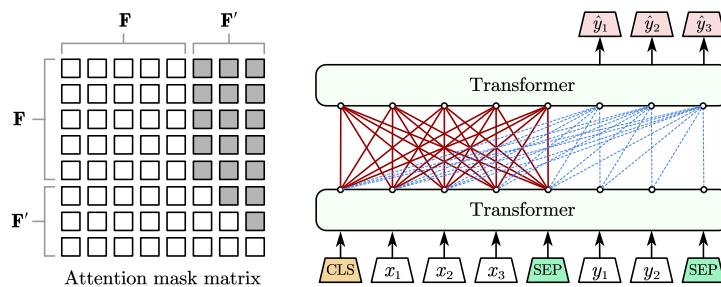 F F′
F
F′
Attention mask matrix
ŷ₁ ŷ₂ ŷ₃
Transformer
Transformer
CLS x₁ x₂ x₃ SEP y₁ y₂ SEP